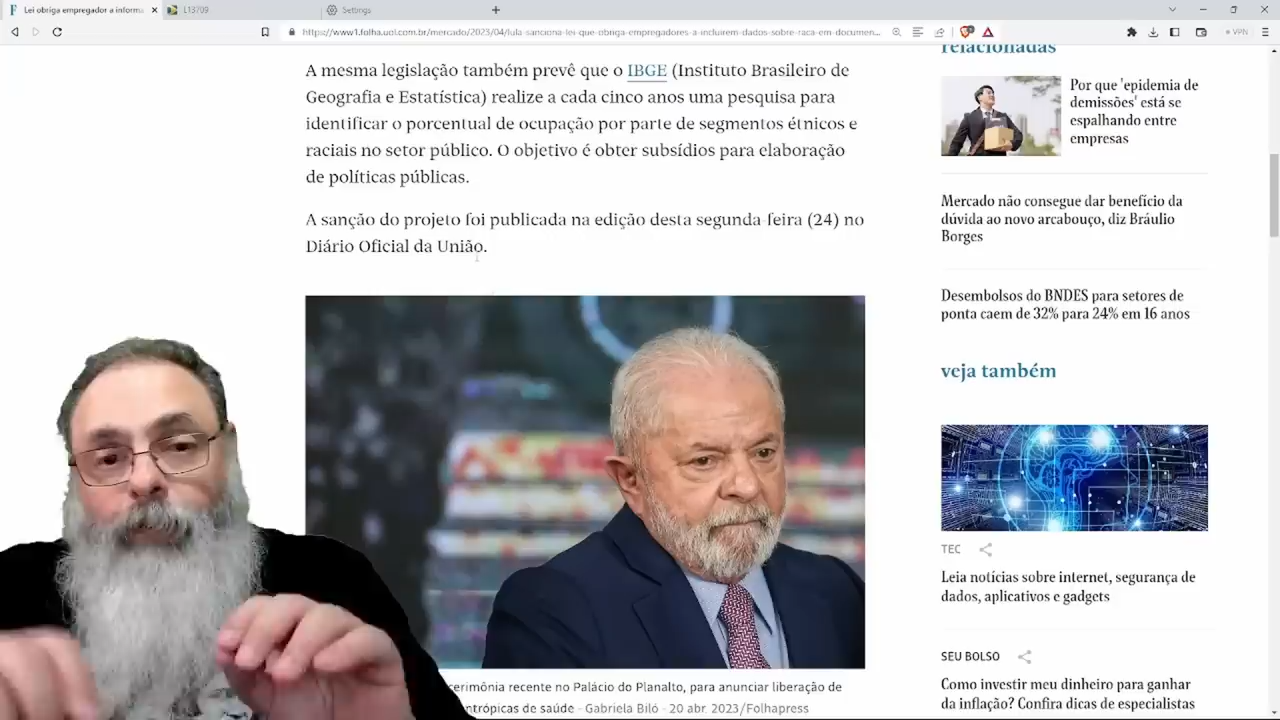 Lei obriga empregador a informa
L13709
Settings
https://www1.folha.uol.com.br/mercado/2023/04/lula-sanciona-lei-que-obriga-empregadores-a-incluirem-dados-sobre-raca-em-documen...
VPN
A mesma legislação também prevê que o IBGE (Instituto Brasileiro de
Geografia e Estatística) realize a cada cinco anos uma pesquisa para
identificar o porcentual de ocupação por parte de segmentos étnicos e
raciais no setor público. O objetivo é obter subsídios para elaboração
de políticas públicas.
A sanção do projeto foi publicada na edição desta segunda-feira (24) no
Diário Oficial da União.
cerimônia recente no Palácio do Planalto, para anunciar liberação de
ntrópicas de saúde - Gabriela Biló - 20 abr. 2023/Folhapress
relacionadas
Por que 'epidemia de
demissões' está se
espalhando entre
empresas
Mercado não consegue dar benefício da
dúvida ao novo arcabouço, diz Bráulio
Borges
Desembolsos do BNDES para setores de
ponta caem de 32% para 24% em 16 anos
veja também
TEC
Leia notícias sobre internet, segurança de
dados, aplicativos e gadgets
SEU BOLSO
Como investir meu dinheiro para ganhar
da inflação? Confira dicas de especialistas